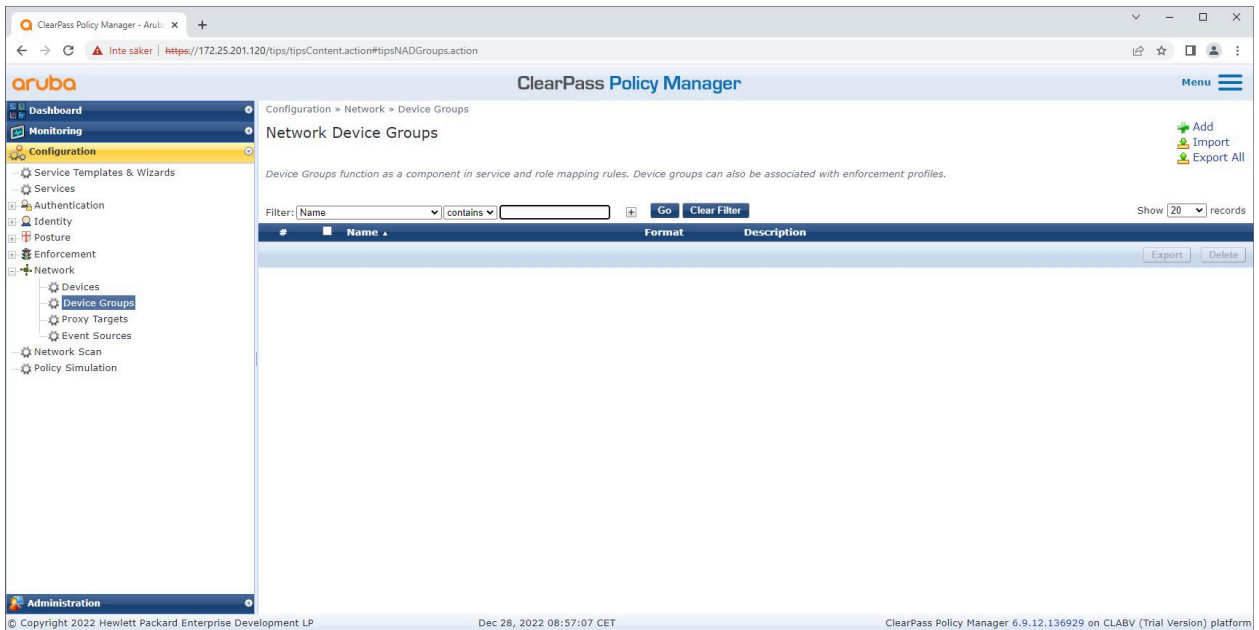 ClearPass Policy Manager - Arub
Inte säker | https://172.25.201.120/tips/tipsContent.action#tipsNADGroups.action
aruba
ClearPass Policy Manager
Menu
Dashboard
Monitoring
Configuration
Service Templates & Wizards
Services
Authentication
Identity
Posture
Enforcement
Network
Devices
Device Groups
Proxy Targets
Event Sources
Network Scan
Policy Simulation
Administration
Configuration » Network » Device Groups
Network Device Groups
Add
Import
Export All
Device Groups function as a component in service and role mapping rules. Device groups can also be associated with enforcement profiles.
Filter: Name contains + Go Clear Filter Show 20 records
# Name Format Description
Export Delete
© Copyright 2022 Hewlett Packard Enterprise Development LP Dec 28, 2022 08:57:07 CET ClearPass Policy Manager 6.9.12.136929 on CLABV (Trial Version) platform